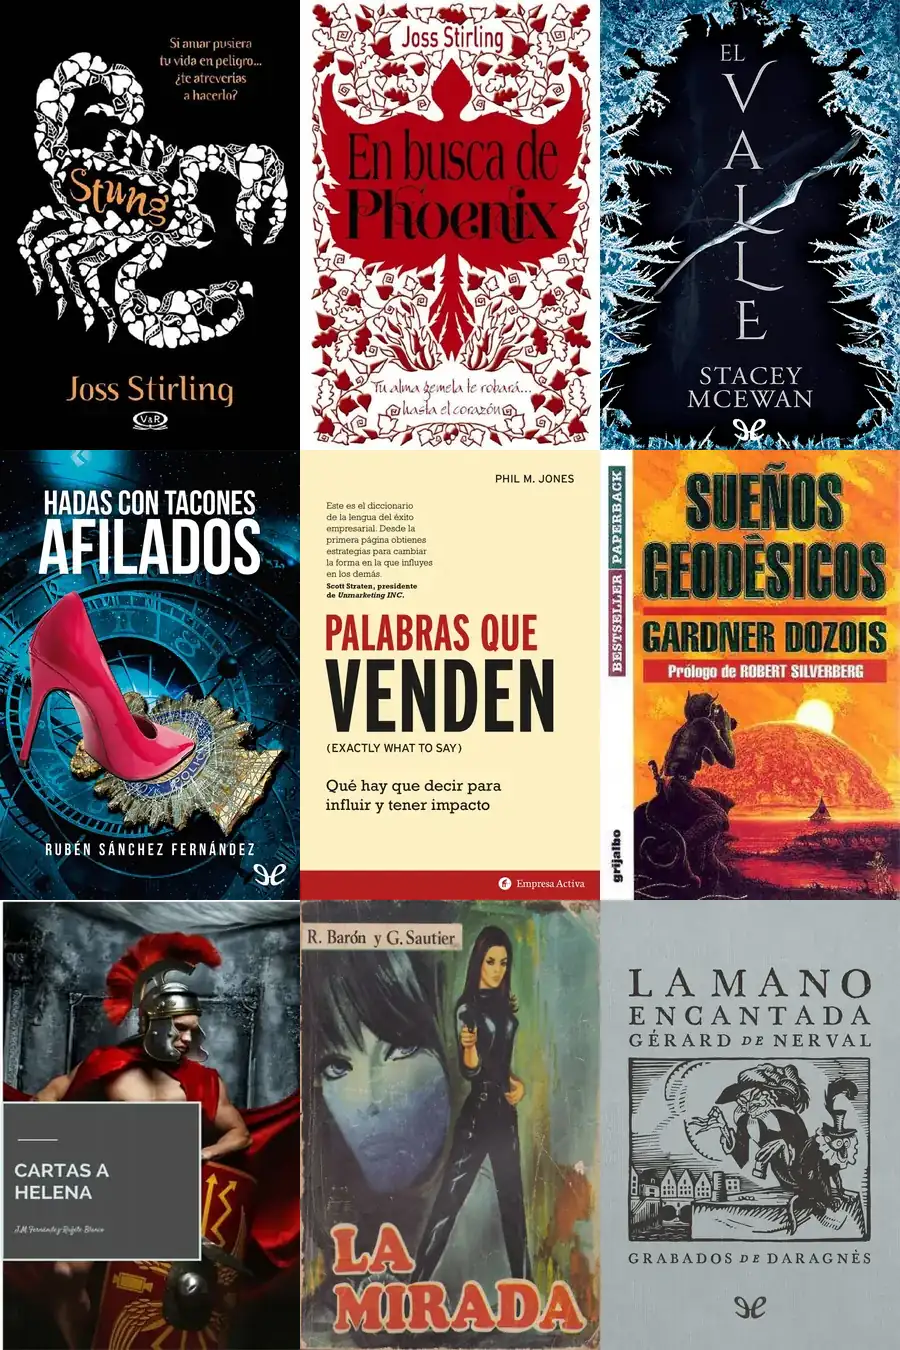 Si amar pusiera
tu vida en peligro...
¿te atreverías
a hacerlo?
Stung
Joss Stirling
V&R
Joss Stirling
En busca de
Phoenix
Tu alma gemela te robará...
hasta el corazón
EL
VALLE
STACEY
MCEWAN
HADAS CON TACONES
AFILADOS
RUBÉN SÁNCHEZ FERNÁNDEZ
PHIL M. JONES
Este es el diccionario
de la lengua del éxito
empresarial. Desde la
primera página obtienes
estrategias para cambiar
la forma en la que influyes
en los demás.
Scott Straten, presidente
de Unmarketing INC.
PALABRAS QUE
VENDEN
(EXACTLY WHAT TO SAY)
Qué hay que decir para
influir y tener impacto
Empresa Activa
BESTSELLER PAPERBACK
SUEÑOS
GEODÉSICOS
GARDNER DOZOIS
Prólogo de ROBERT SILVERBERG
grijalbo
CARTAS A
HELENA
J.M. Fernández-Rufete Blanco
R. Barón y G. Sautier
LA
MIRADA
LA MANO
ENCANTADA
GÉRARD DE NERVAL
GRABADOS DE DARAGNÈS